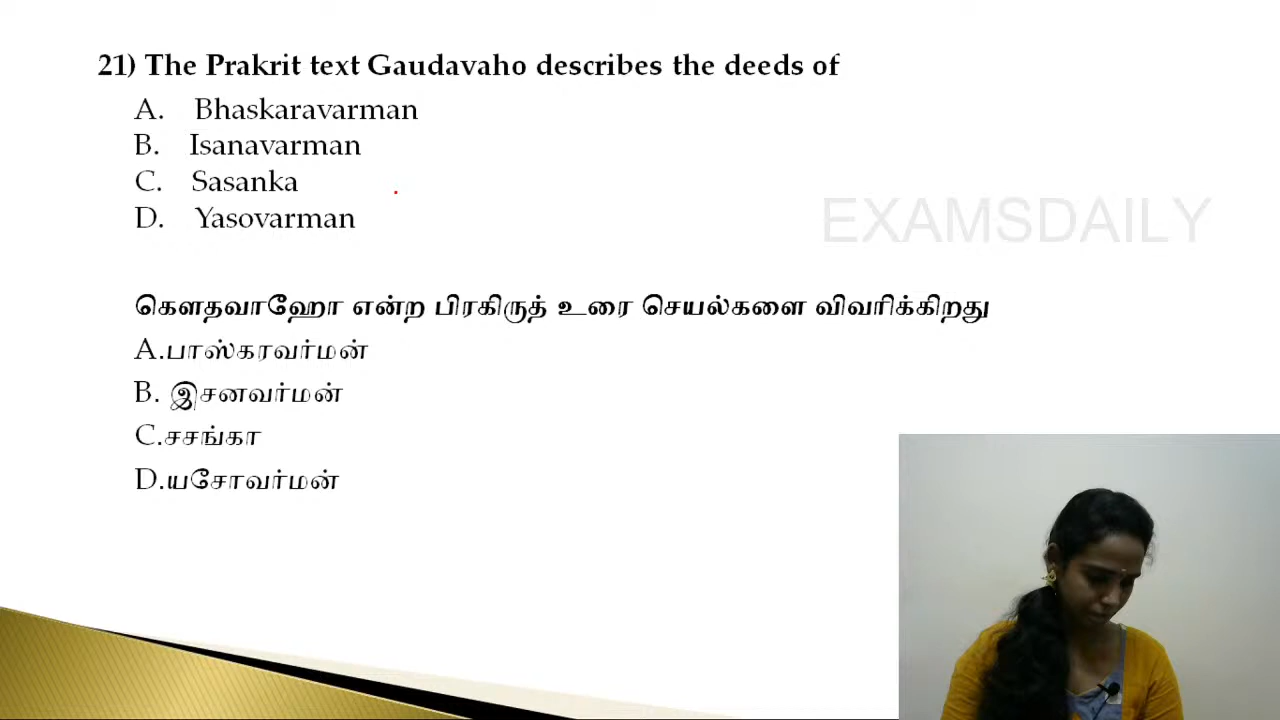 21) The Prakrit text Gaudavaho describes the deeds of
A. Bhaskaravarman
B. Isanavarman
C. Sasanka
D. Yasovarman
EXAMSDAILY
கௌதவாஹோ என்ற பிரகிருத் உரை செயல்களை விவரிக்கிறது
A.பாஸ்கரவர்மன்
B. இசனவர்மன்
C.சசங்கா
D.யசோவர்மன்